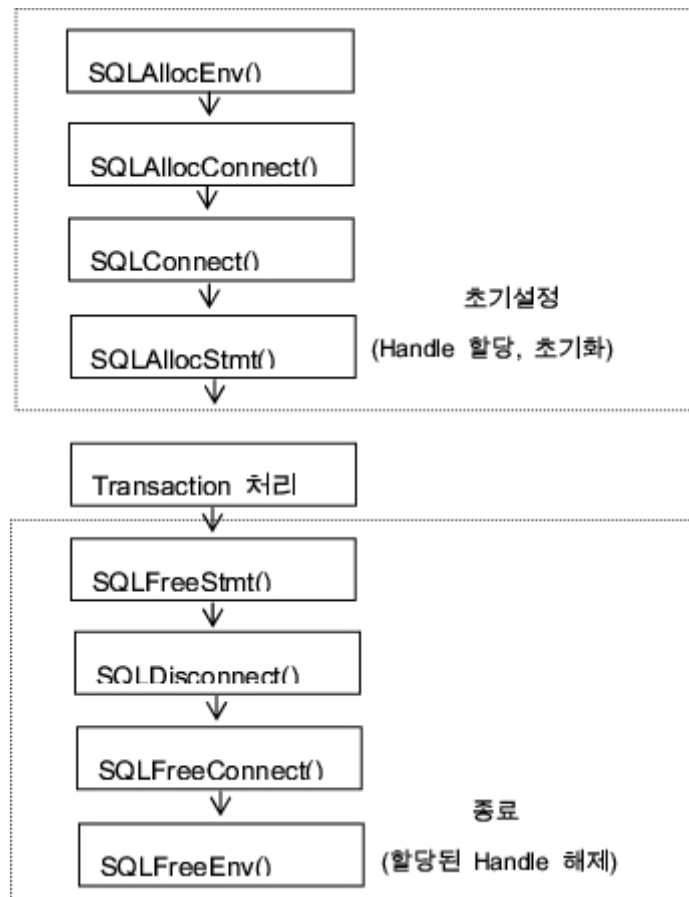 SQLAllocEnv()
SQLAllocConnect()
SQLConnect()
SQLAllocStmt()
초기설정
(Handle 할당, 초기화)
Transaction 처리
SQLFreeStmt()
SQLDisconnect()
SQLFreeConnect()
SQLFreeEnv()
종료
(할당된 Handle 해제)